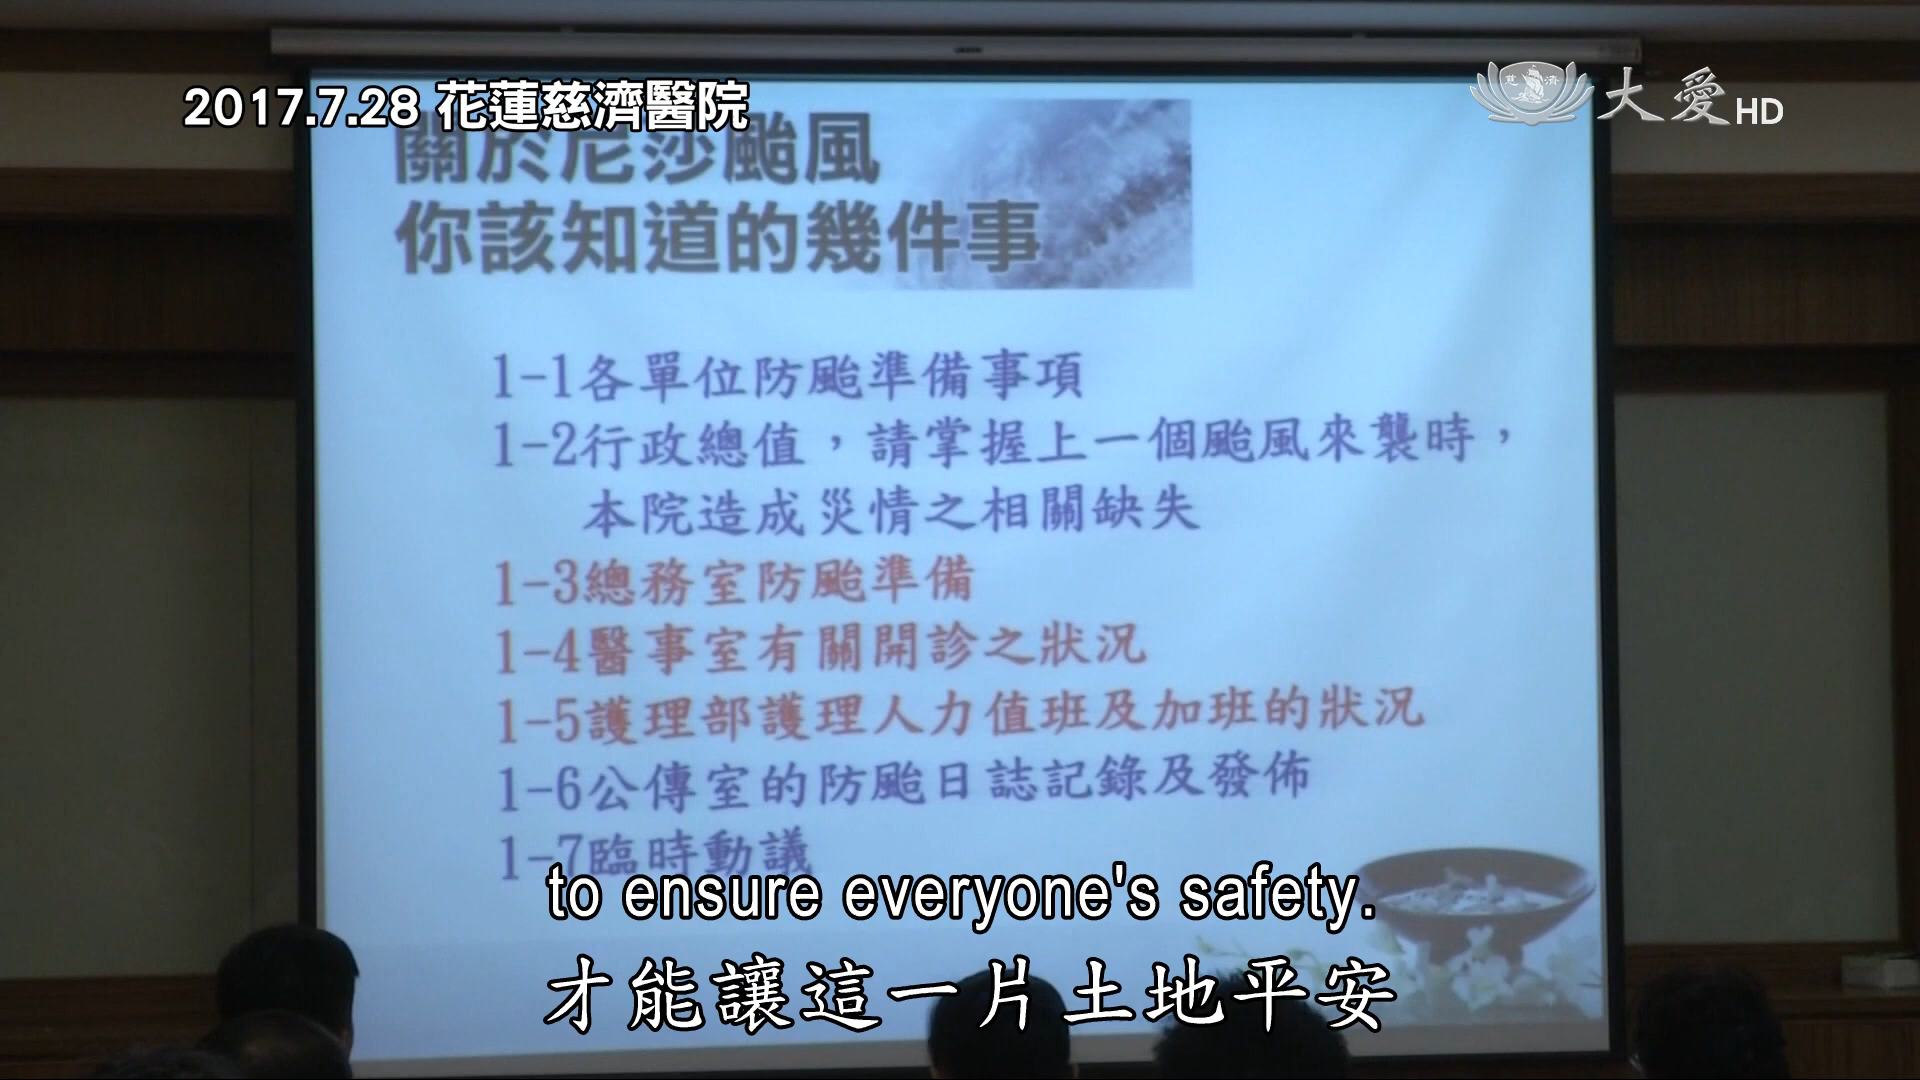 2017.7.28 花蓮慈濟醫院
大愛HD
關於尼莎颱風
你該知道的幾件事
1-1各單位防颱準備事項
1-2行政總值，請掌握上一個颱風來襲時，
本院造成災情之相關缺失
1-3總務室防颱準備
1-4醫事室有關開診之狀況
1-5護理部護理人力值班及加班的狀況
1-6公傳室的防颱日誌記錄及發佈
1-7臨時動議
to ensure everyone's safety.
才能讓這一片土地平安